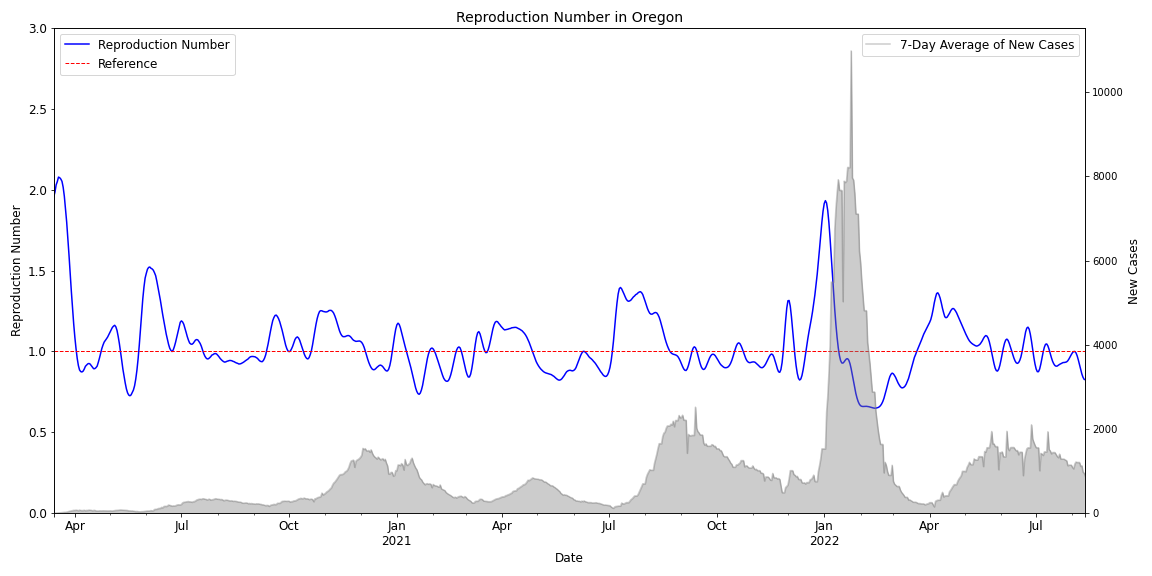 Reproduction Number in Oregon
Reproduction Number
Reference
7-Day Average of New Cases
3.0
2.5
2.0
1.5
1.0
0.5
0.0
Reproduction Number
10000
8000
6000
4000
2000
0
New Cases
Apr
Jul
Oct
Jan
2021
Apr
Jul
Oct
Jan
2022
Apr
Jul
Date